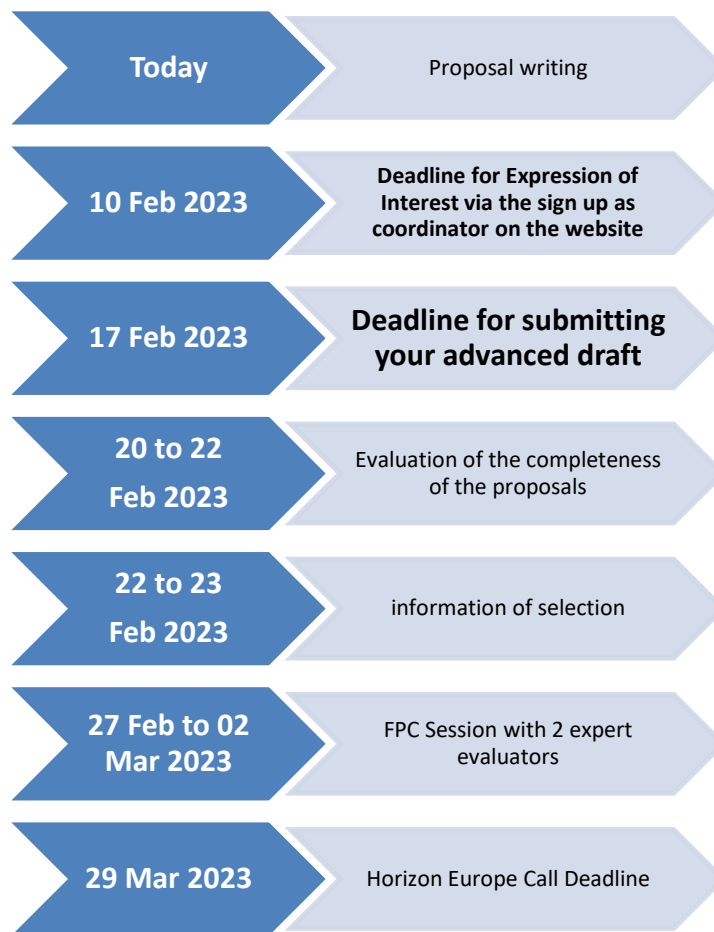 Today
Proposal writing
10 Feb 2023
Deadline for Expression of
Interest via the sign up as
coordinator on the website
17 Feb 2023
Deadline for submitting
your advanced draft
20 to 22
Feb 2023
Evaluation of the completeness
of the proposals
22 to 23
Feb 2023
information of selection
27 Feb to 02
Mar 2023
FPC Session with 2 expert
evaluators
29 Mar 2023
Horizon Europe Call Deadline